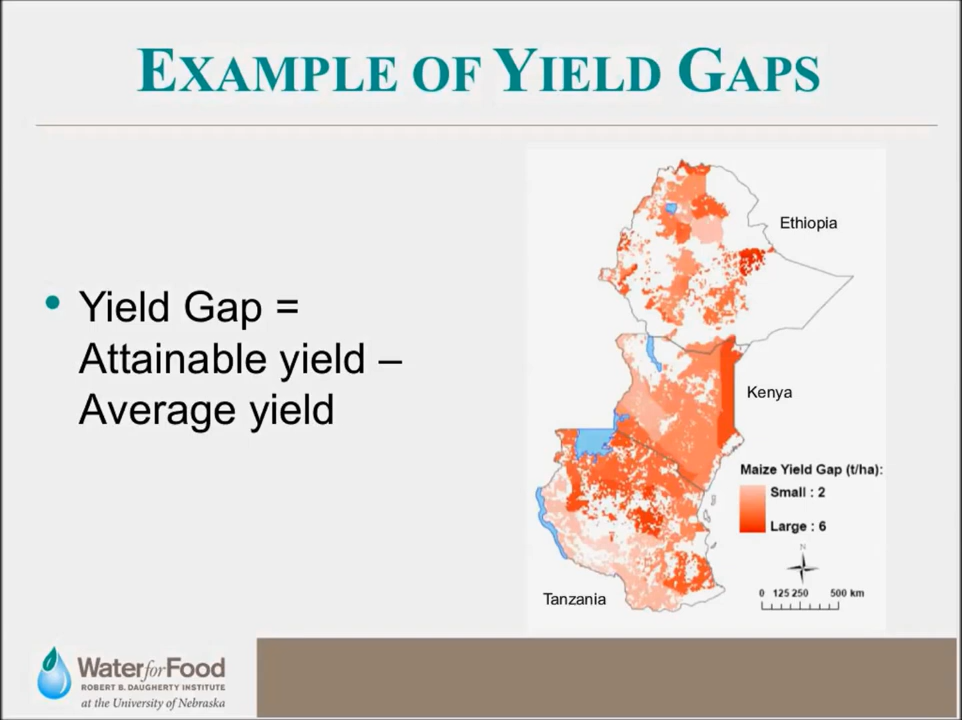 EXAMPLE OF YIELD GAPS
• Yield Gap =
Attainable yield –
Average yield
Ethiopia
Kenya
Tanzania
Maize Yield Gap (t/ha):
Small : 2
Large : 6
N
0 125 250 500 km
Water for Food
ROBERT B. DAUGHERTY INSTITUTE
at the University of Nebraska